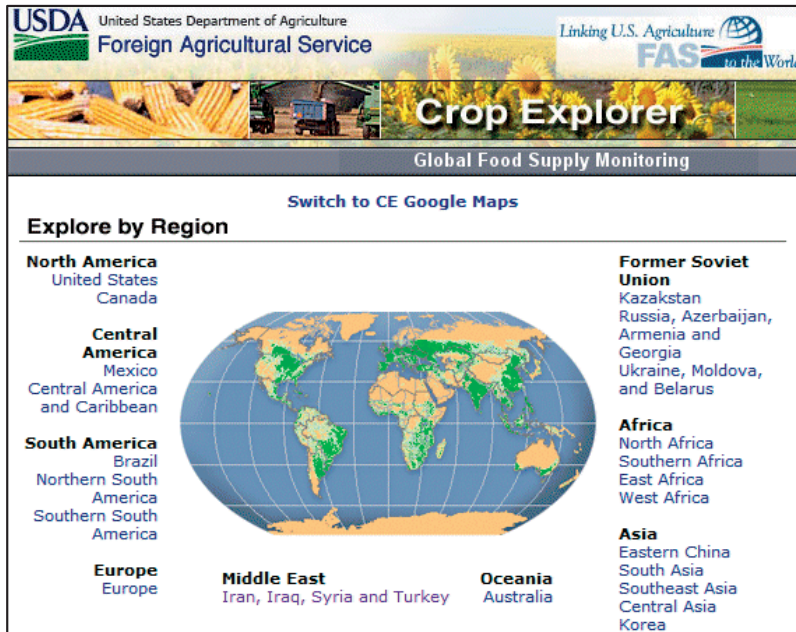 USDA
United States Department of Agriculture
Foreign Agricultural Service
Linking U.S. Agriculture
FAS
to the World
Crop Explorer
Global Food Supply Monitoring
Switch to CE Google Maps
Explore by Region
North America
United States
Canada
Central
America
Mexico
Central America
and Caribbean
South America
Brazil
Northern South
America
Southern South
America
Europe
Europe
Middle East
Iran, Iraq, Syria and Turkey
Oceania
Australia
Former Soviet
Union
Kazakstan
Russia, Azerbaijan,
Armenia and
Georgia
Ukraine, Moldova,
and Belarus
Africa
North Africa
Southern Africa
East Africa
West Africa
Asia
Eastern China
South Asia
Southeast Asia
Central Asia
Korea